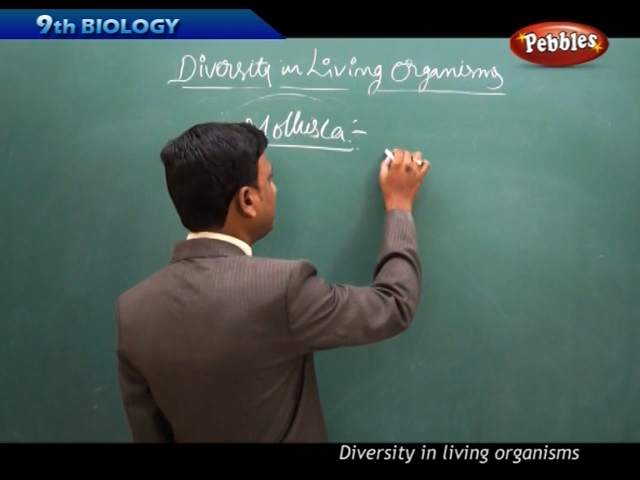 9th BIOLOGY
Pebbles
Diversity in Living Organisms
Mollusca :-
Diversity in living organisms